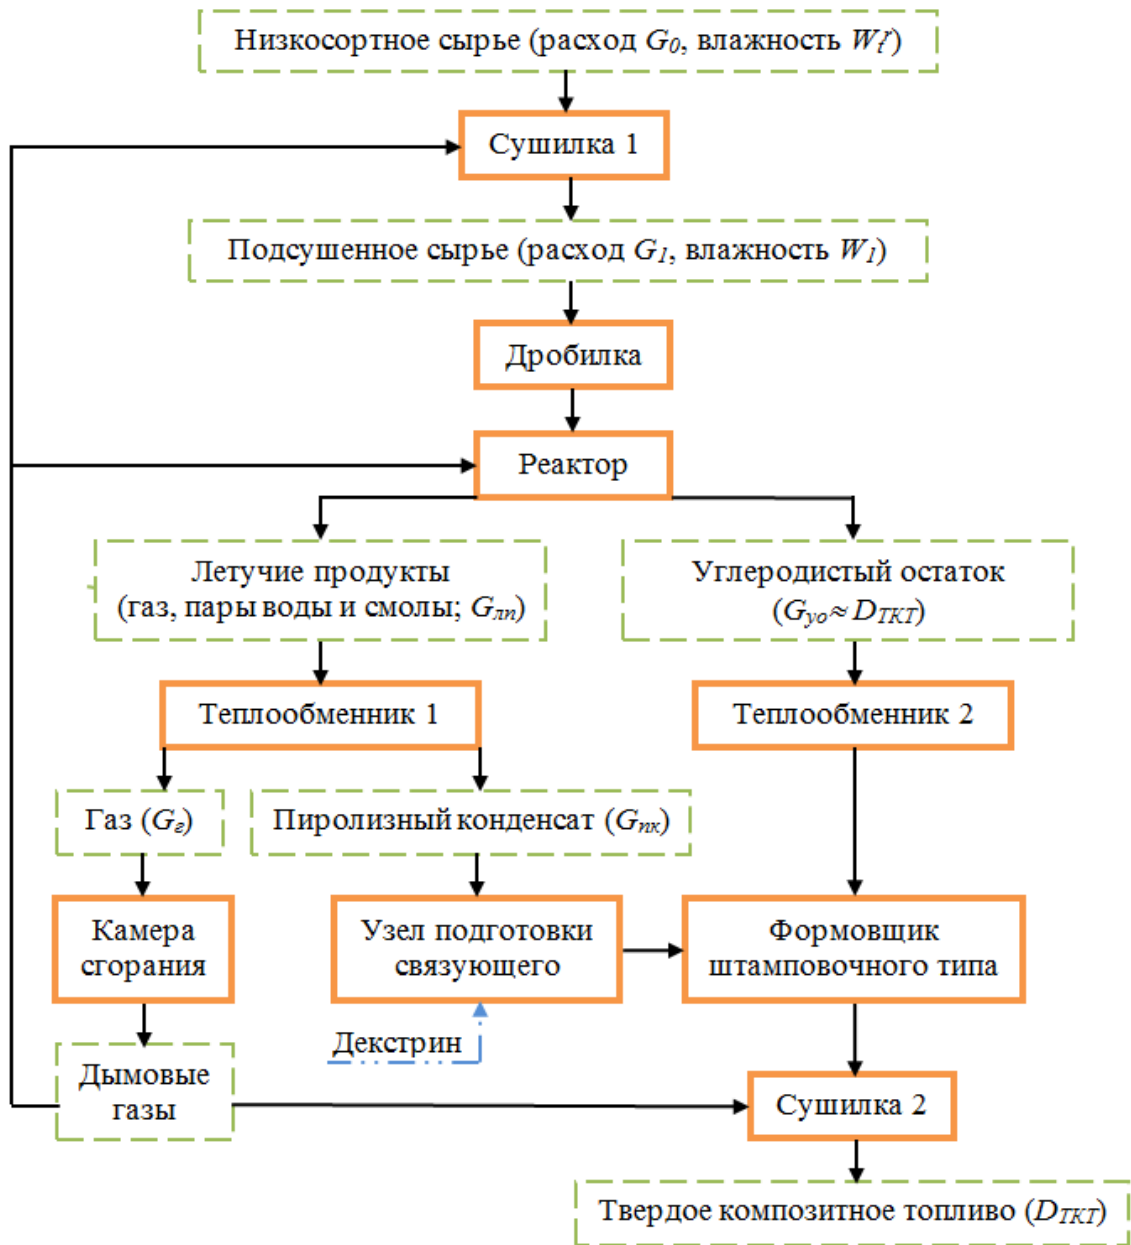 Низкосортное сырье (расход G₀, влажность Wₜʳ)
Сушилка 1
Подсушенное сырье (расход G₁, влажность W₁)
Дробилка
Реактор
Летучие продукты
(газ, пары воды и смолы; Gлп)
Углеродистый остаток
(Gуо≈ DТКТ)
Теплообменник 1
Теплообменник 2
Газ (Gг)
Пиролизный конденсат (Gпк)
Камера
сгорания
Узел подготовки
связующего
Формовщик
штамповочного типа
Декстрин
Дымовые
газы
Сушилка 2
Твердое композитное топливо (DТКТ)